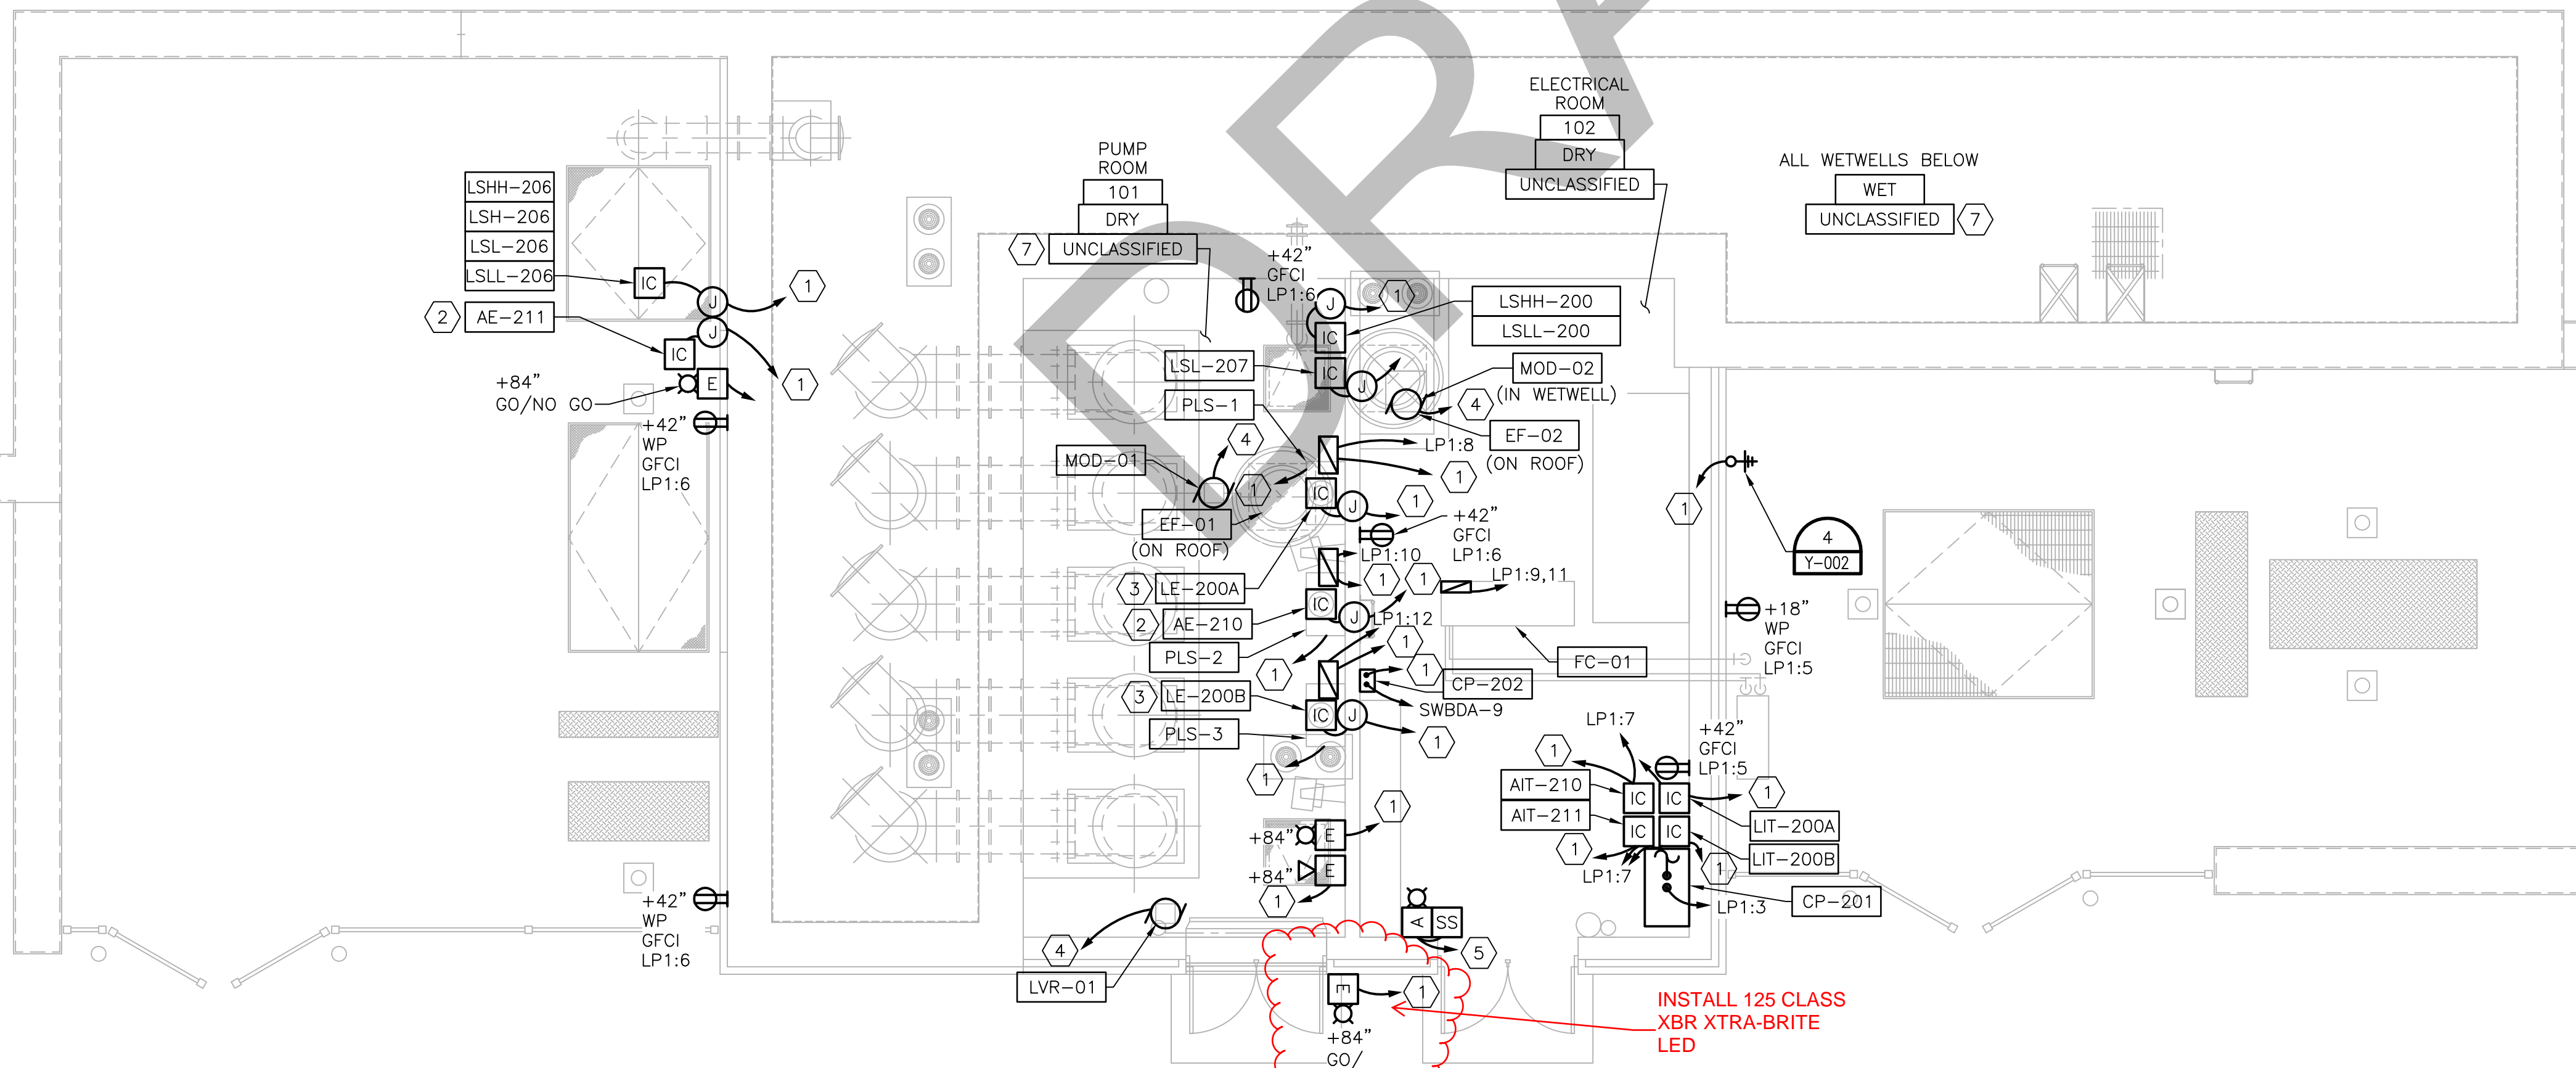 DRA
ELECTRICAL
ROOM
102
DRY
UNCLASSIFIED
PUMP
ROOM
101
DRY
7
UNCLASSIFIED
ALL WETWELLS BELOW
WET
UNCLASSIFIED
7
LSHH-206
LSH-206
LSL-206
LSLL-206
IC
J
1
2
AE-211
IC
J
1
+84"
GO/NO GO
E
+42"
WP
GFCI
LP1:6
+42"
GFCI
LP1:6
J
1
IC
LSHH-200
LSLL-200
LSL-207
IC
J
MOD-02
(IN WETWELL)
PLS-1
4
EF-02
(ON ROOF)
4
MOD-01
LP1:8
1
1
IC
J
1
EF-01
(ON ROOF)
+42"
GFCI
LP1:6
1
4
Y-002
LP1:10
1
1
LP1:9,11
3
LE-200A
IC
J
2
AE-210
LP1:12
PLS-2
1
1
1
FC-01
+18"
WP
GFCI
LP1:5
CP-202
3
LE-200B
SWBDA-9
IC
J
PLS-3
1
1
LP1:7
+42"
GFCI
LP1:5
1
AIT-210
IC
IC
1
AIT-211
IC
IC
LIT-200A
LIT-200B
1
1
LP1:7
LP1:3
CP-201
+84"
E
1
+84"
E
1
+42"
WP
GFCI
LP1:6
A
SS
5
4
LVR-01
E
1
+84"
GO/
INSTALL 125 CLASS
XBR XTRA-BRITE
LED